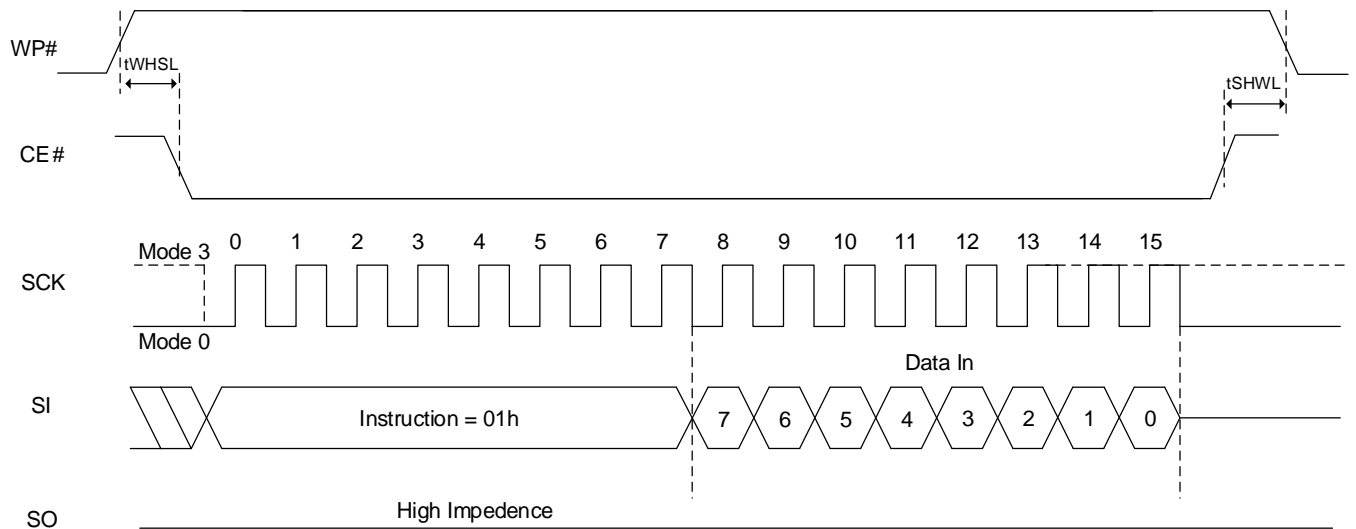 WP#
tWHSL
tSHWL
CE#
0 1 2 3 4 5 6 7 8 9 10 11 12 13 14 15
Mode 3
SCK
Mode 0
Data In
SI
Instruction = 01h
7 6 5 4 3 2 1 0
High Impedence
SO